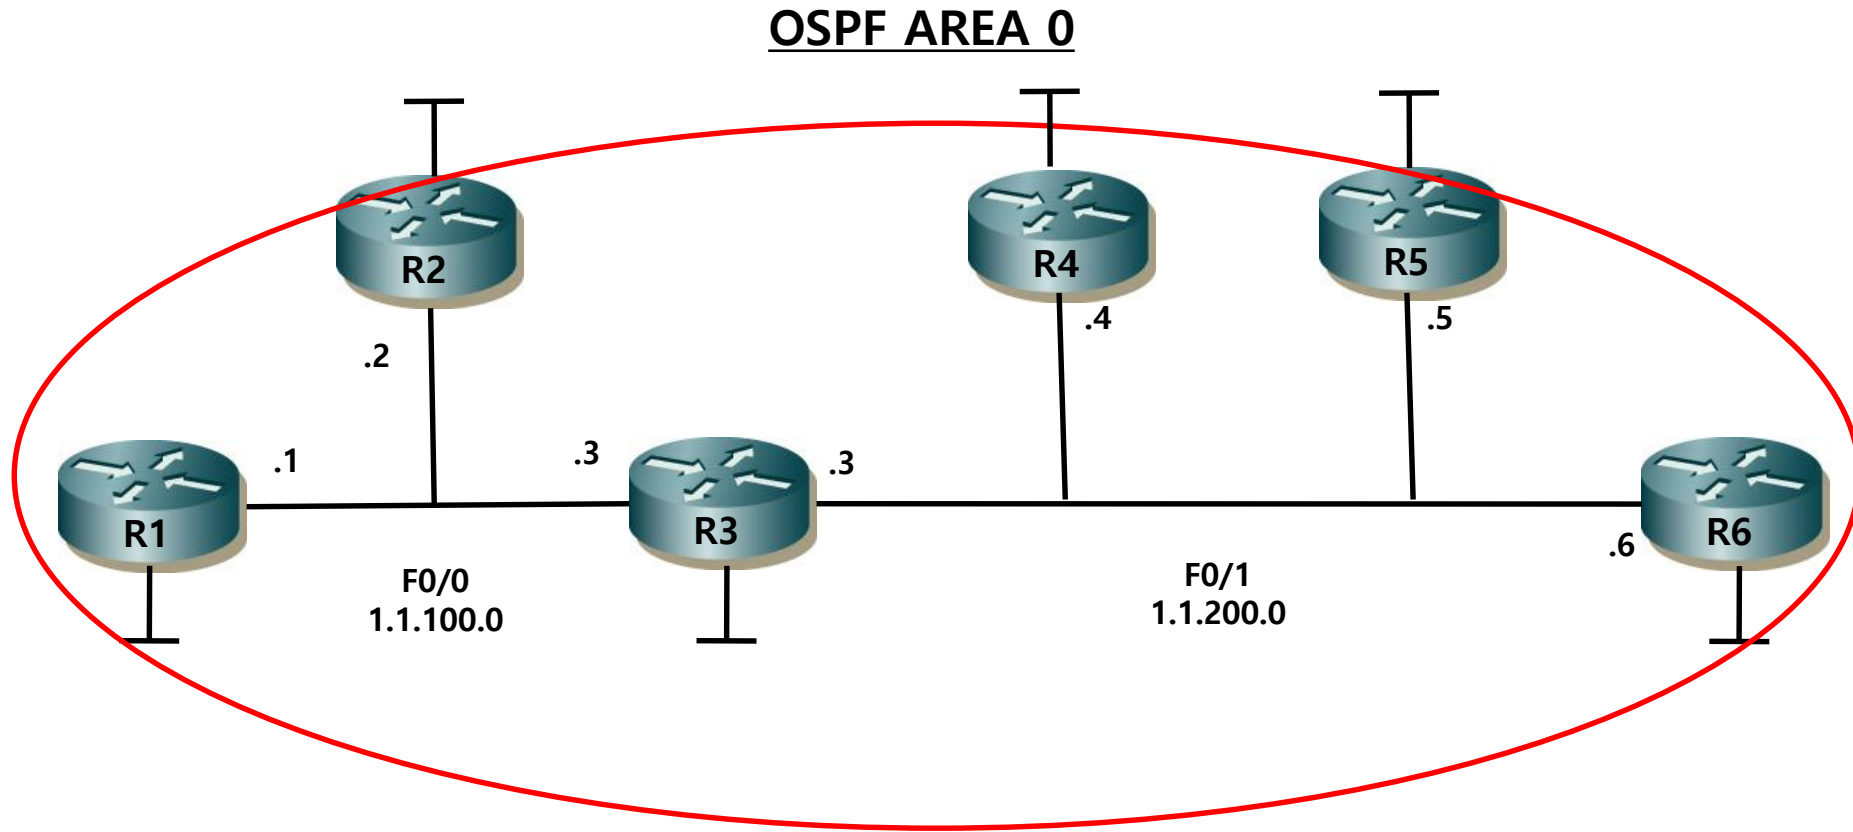 OSPF AREA 0
R2
R4
R5
.2
.4
.5
.1
.3
.3
R1
R3
R6
.6
F0/0
1.1.100.0
F0/1
1.1.200.0